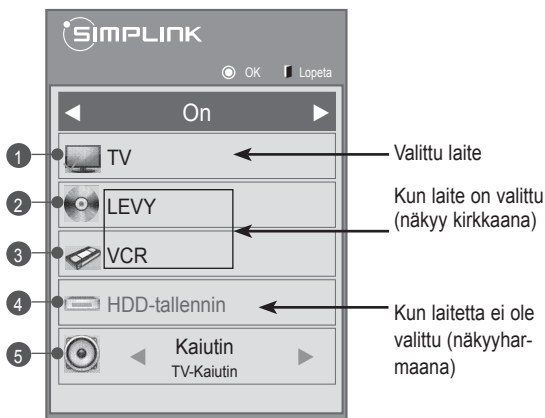 SIMPLINK
OK Lopeta
On
1 TV
Valittu laite
2 LEVY
3 VCR
Kun laite on valittu
(näkyy kirkkaana)
4 HDD-tallennin
Kun laitetta ei ole
valittu (näkyyhar-
maana)
5 Kaiutin
TV-Kaiutin